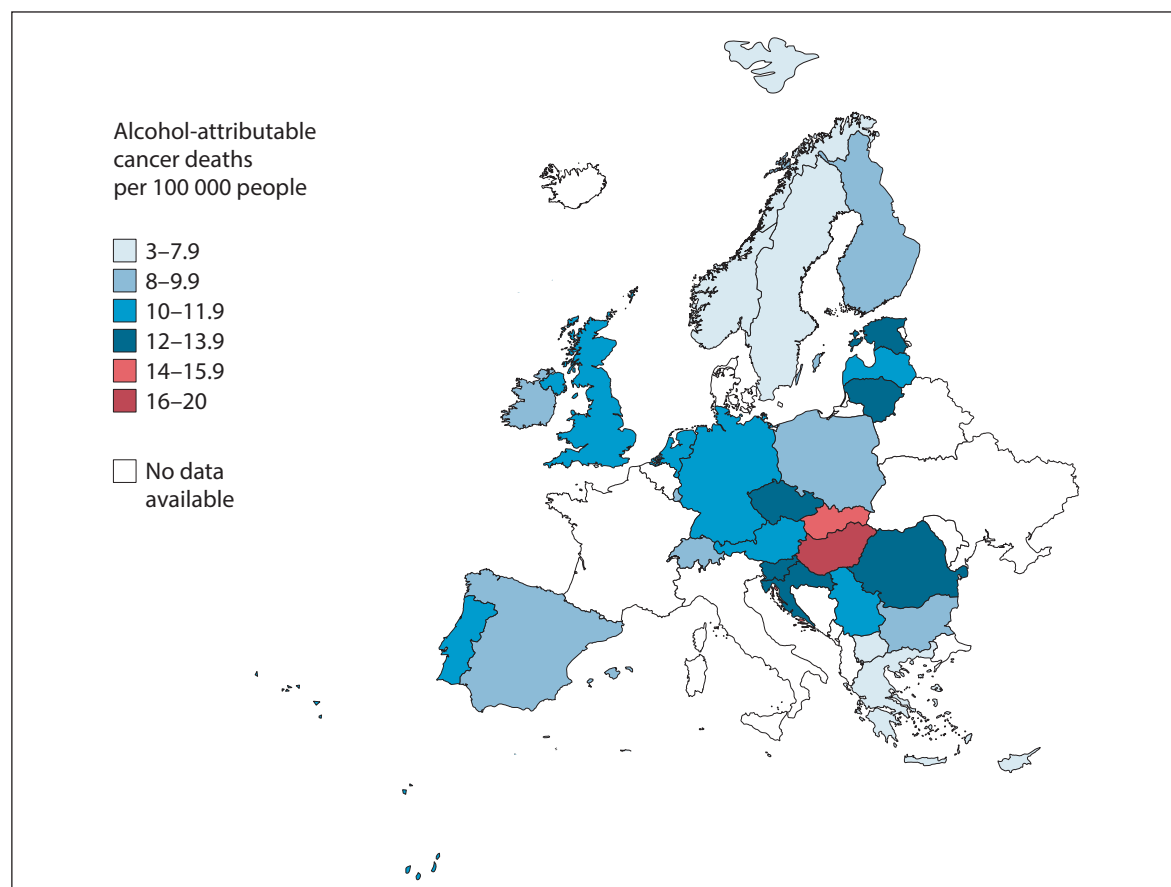 Alcohol-attributable
cancer deaths
per 100 000 people
3–7.9
8–9.9
10–11.9
12–13.9
14–15.9
16–20
No data
available